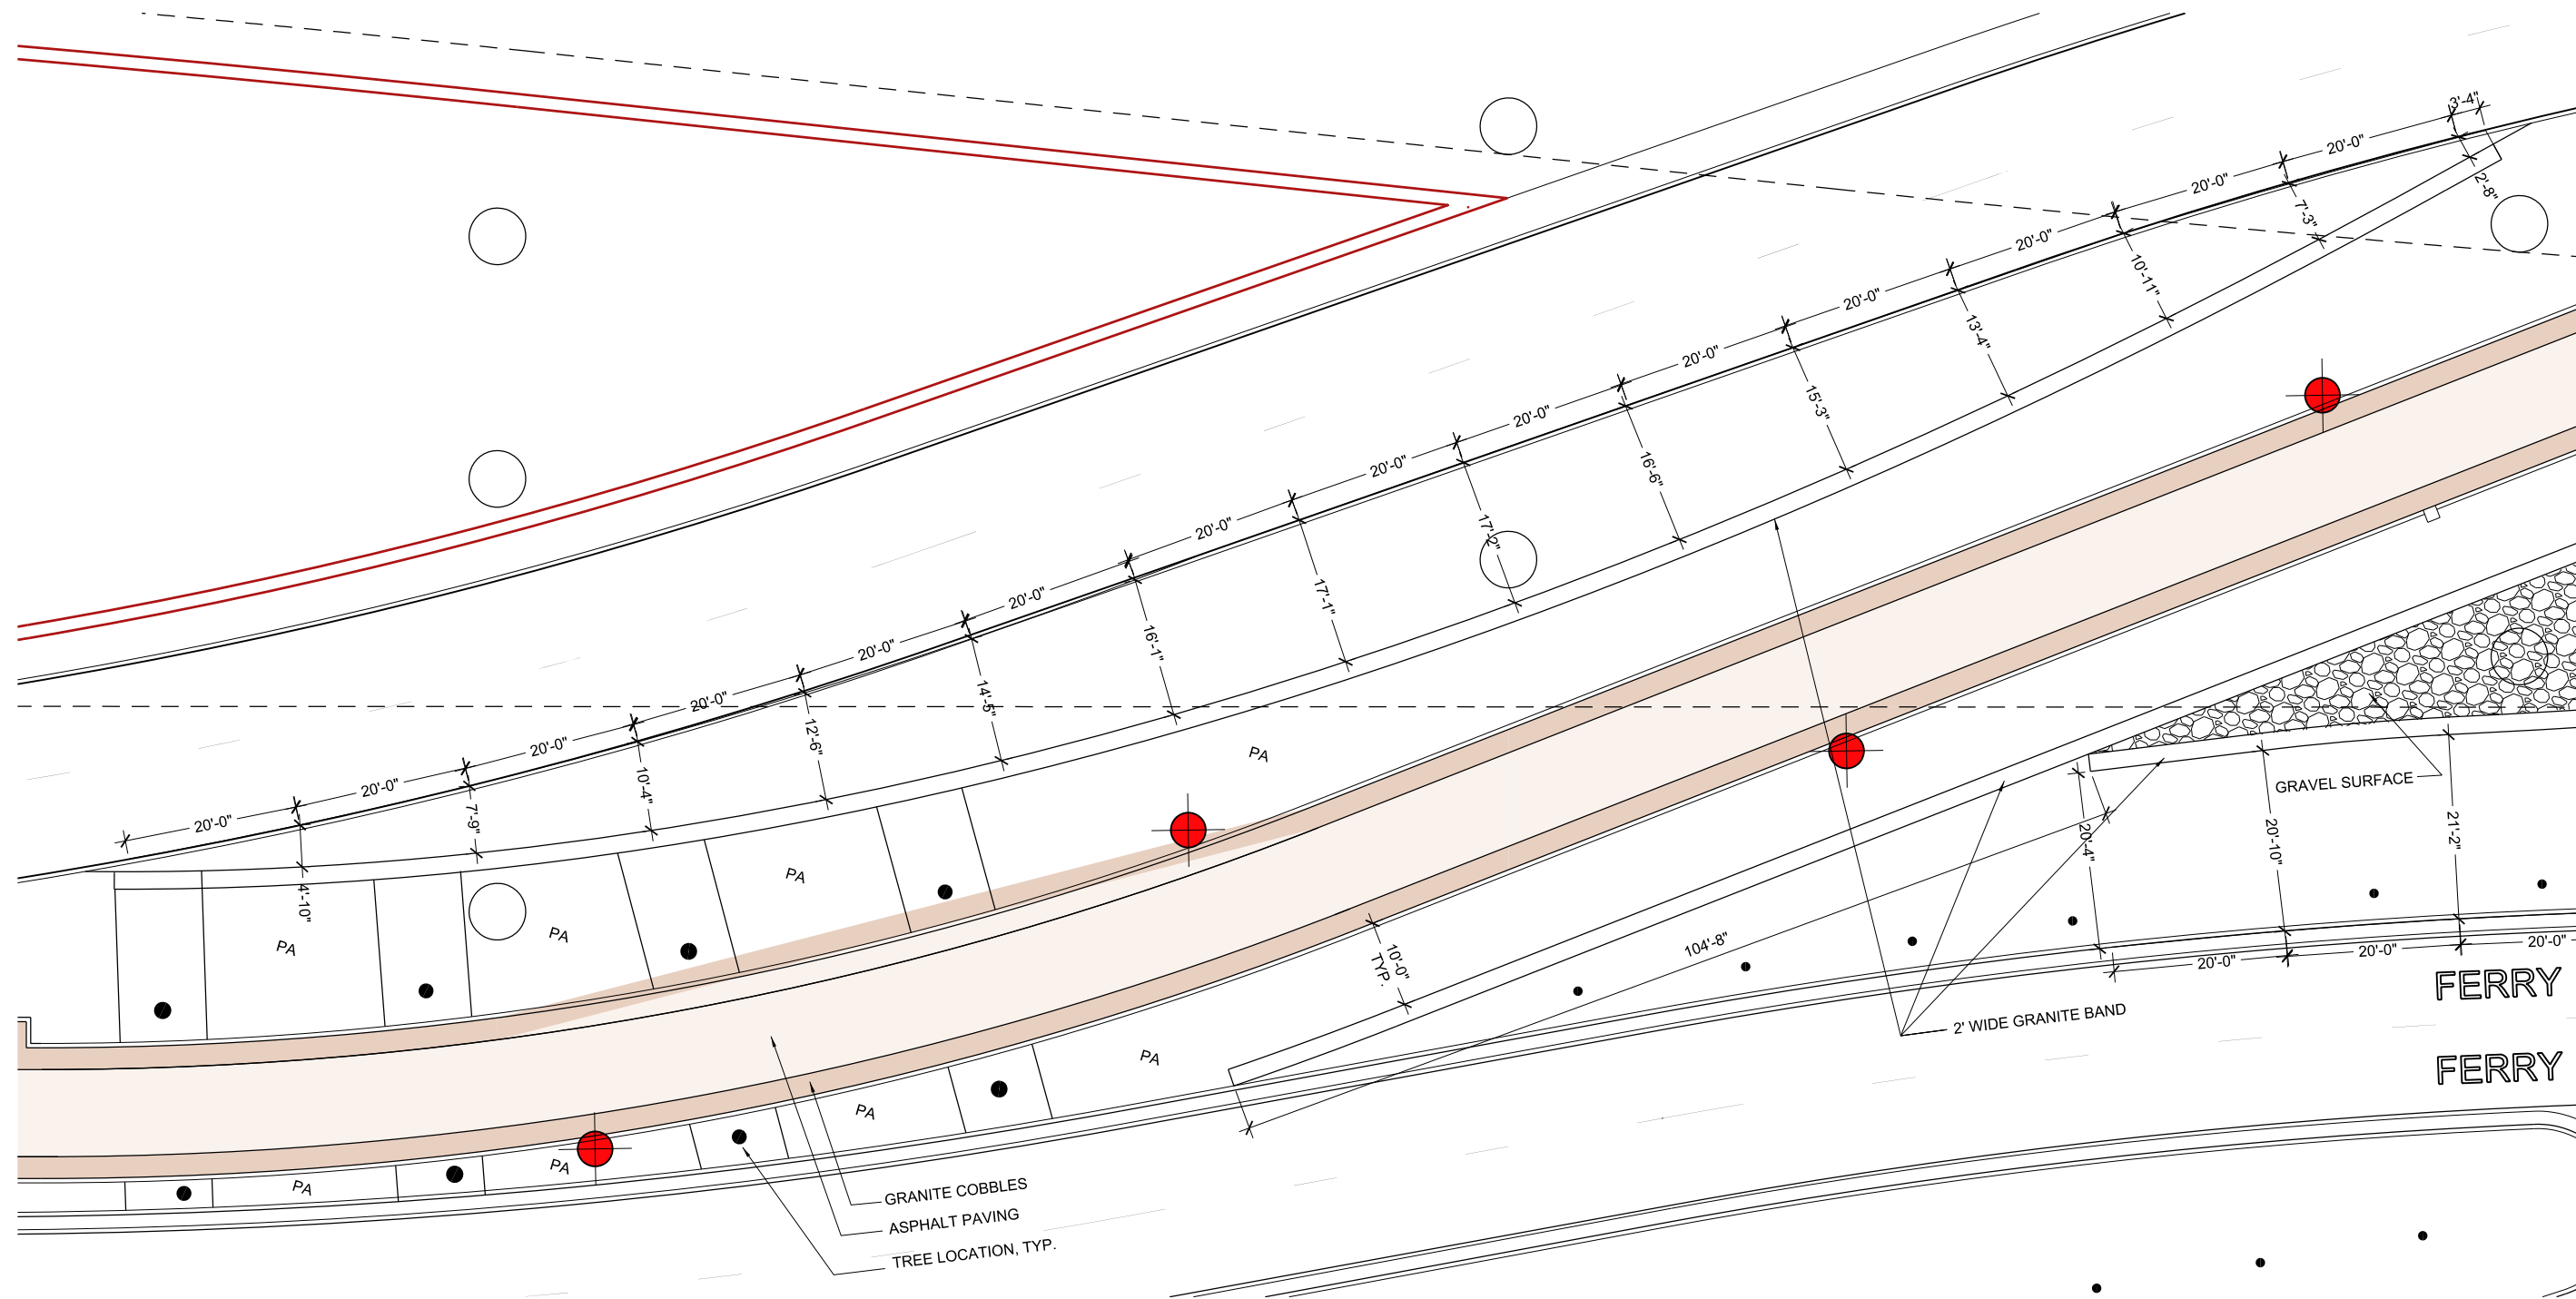 3'-4"
20'-0"
20'-0"
20'-0"
20'-0"
20'-0"
20'-0"
20'-0"
20'-0"
20'-0"
20'-0"
20'-0"
20'-0"
20'-0"
20'-0"
2'-8"
7'-3"
10'-11"
13'-4"
15'-3"
16'-6"
17'-2"
17'-1"
16'-1"
14'-5"
12'-6"
10'-4"
7'-9"
4'-10"
PA
PA
PA
PA
GRAVEL SURFACE
20'-4"
20'-10"
21'-2"
104'-8"
10'-0"
TYP.
20'-0"
20'-0"
20'-0"
FERRY
FERRY
2' WIDE GRANITE BAND
PA
PA
PA
PA
GRANITE COBBLES
ASPHALT PAVING
TREE LOCATION, TYP.